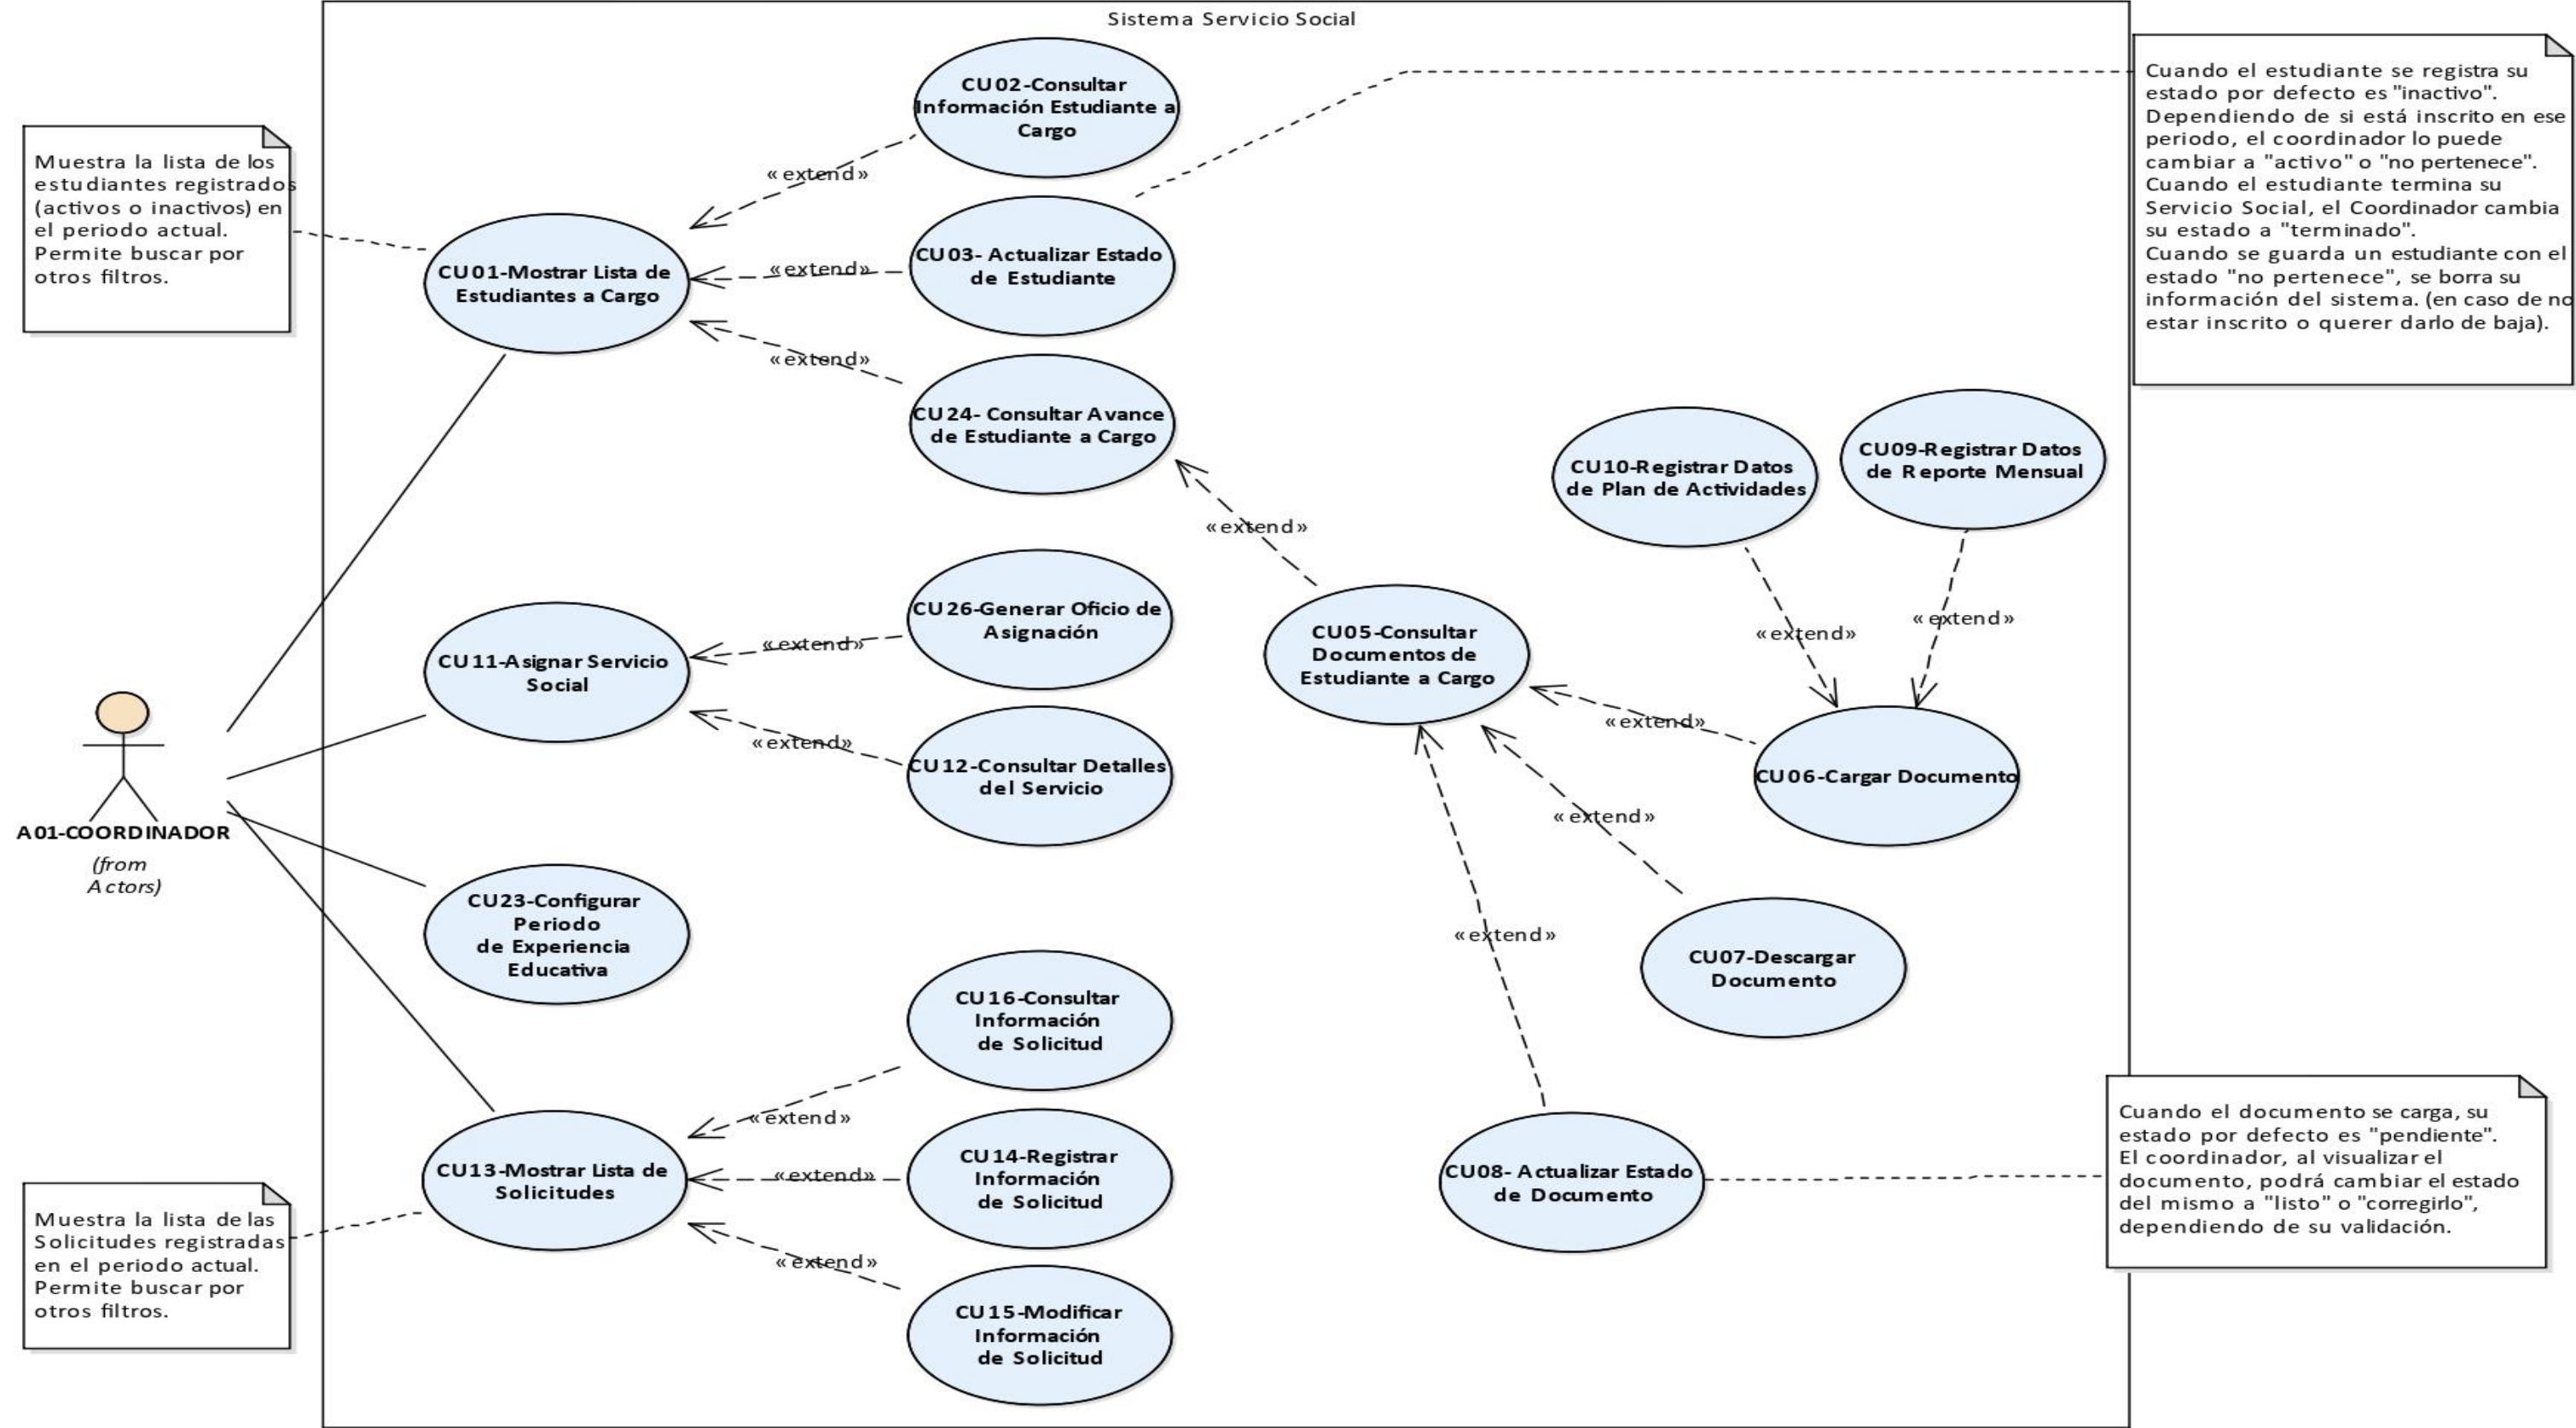 Sistema Servicio Social
Muestra la lista de los
estudiantes registrados
(activos o inactivos) en
el periodo actual.
Permite buscar por
otros filtros.
CU02-Consultar
Información Estudiante a
Cargo
Cuando el estudiante se registra su
estado por defecto es "inactivo".
Dependiendo de si está inscrito en ese
periodo, el coordinador lo puede
cambiar a "activo" o "no pertenece".
Cuando el estudiante termina su
Servicio Social, el Coordinador cambia
su estado a "terminado".
Cuando se guarda un estudiante con el
estado "no pertenece", se borra su
información del sistema. (en caso de no
estar inscrito o querer darlo de baja).
«extend»
CU03- Actualizar Estado
de Estudiante
«extend»
CU01-Mostrar Lista de
Estudiantes a Cargo
«extend»
CU24- Consultar Avance
de Estudiante a Cargo
CU10-Registrar Datos
de Plan de Actividades
CU09-Registrar Datos
de Reporte Mensual
«extend»
«extend»
«extend»
CU26-Generar Oficio de
Asignación
«extend»
CU11-Asignar Servicio
Social
CU05-Consultar
Documentos de
Estudiante a Cargo
«extend»
«extend»
CU12-Consultar Detalles
del Servicio
CU06-Cargar Documento
A01-COORDINADOR
(from
Actors)
«extend»
CU23-Configurar
Periodo
de Experiencia
Educativa
«extend»
CU07-Descargar
Documento
CU16-Consultar
Información
de Solicitud
«extend»
CU14-Registrar
Información
de Solicitud
«extend»
CU13-Mostrar Lista de
Solicitudes
CU08- Actualizar Estado
de Documento
Cuando el documento se carga, su
estado por defecto es "pendiente".
El coordinador, al visualizar el
documento, podrá cambiar el estado
del mismo a "listo" o "corregirlo",
dependiendo de su validación.
Muestra la lista de las
Solicitudes registradas
en el periodo actual.
Permite buscar por
otros filtros.
«extend»
CU15-Modificar
Información
de Solicitud